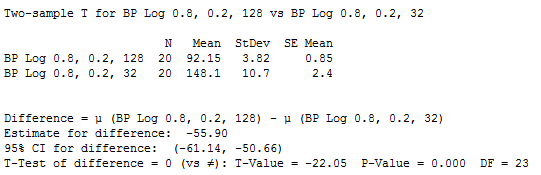 Two-sample T for BP Log 0.8, 0.2, 128 vs BP Log 0.8, 0.2, 32
N Mean StDev SE Mean
BP Log 0.8, 0.2, 128 20 92.15 3.82 0.85
BP Log 0.8, 0.2, 32 20 148.1 10.7 2.4
Difference = μ (BP Log 0.8, 0.2, 128) - μ (BP Log 0.8, 0.2, 32)
Estimate for difference: -55.90
95% CI for difference: (-61.14, -50.66)
T-Test of difference = 0 (vs ≠): T-Value = -22.05 P-Value = 0.000 DF = 23